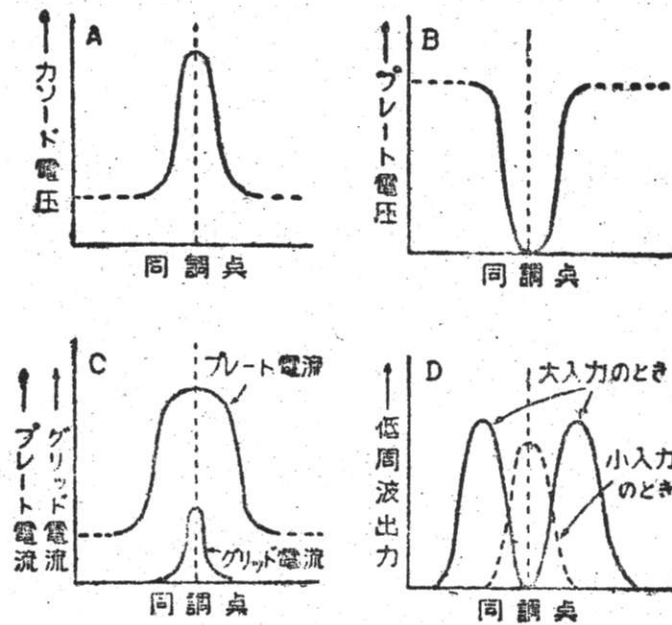 A
カソード電圧
同調点
B
プレート電圧
同調点
C
プレート電流
グリッド電流
プレート電流
グリッド電流
同調点
D
低周波出力
大入力のとき
小入力
のとき
同調点